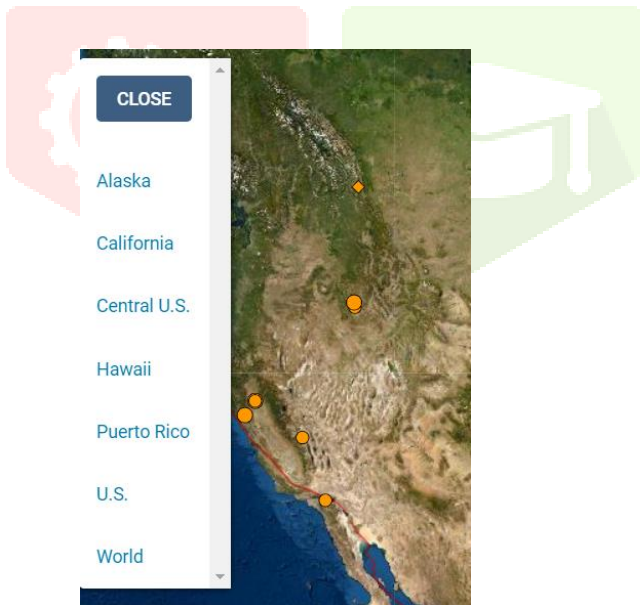 CLOSE
Alaska
California
Central U.S.
Hawaii
Puerto Rico
U.S.
World